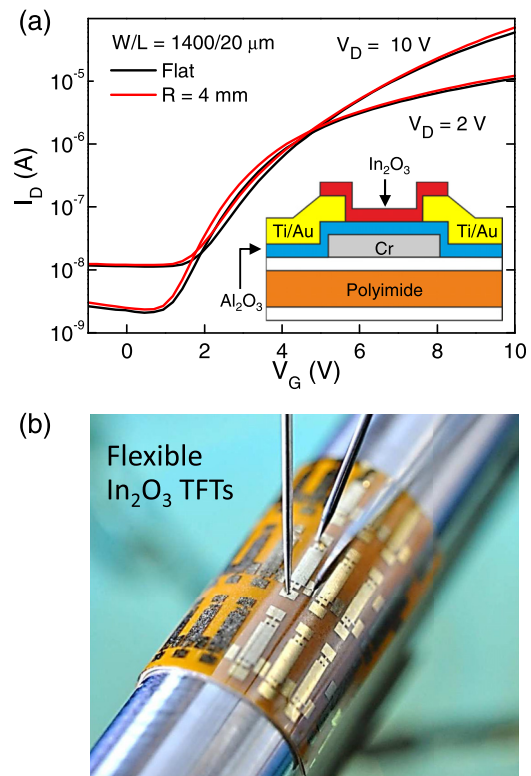 (a)
W/L = 1400/20 μm
Flat
R = 4 mm
V_D = 10 V
V_D = 2 V
10⁻⁵
10⁻⁶
10⁻⁷
10⁻⁸
10⁻⁹
I_D (A)
In₂O₃
Ti/Au
Ti/Au
Cr
Al₂O₃
Polyimide
0
2
4
6
8
10
V_G (V)
(b)
Flexible
In₂O₃ TFTs